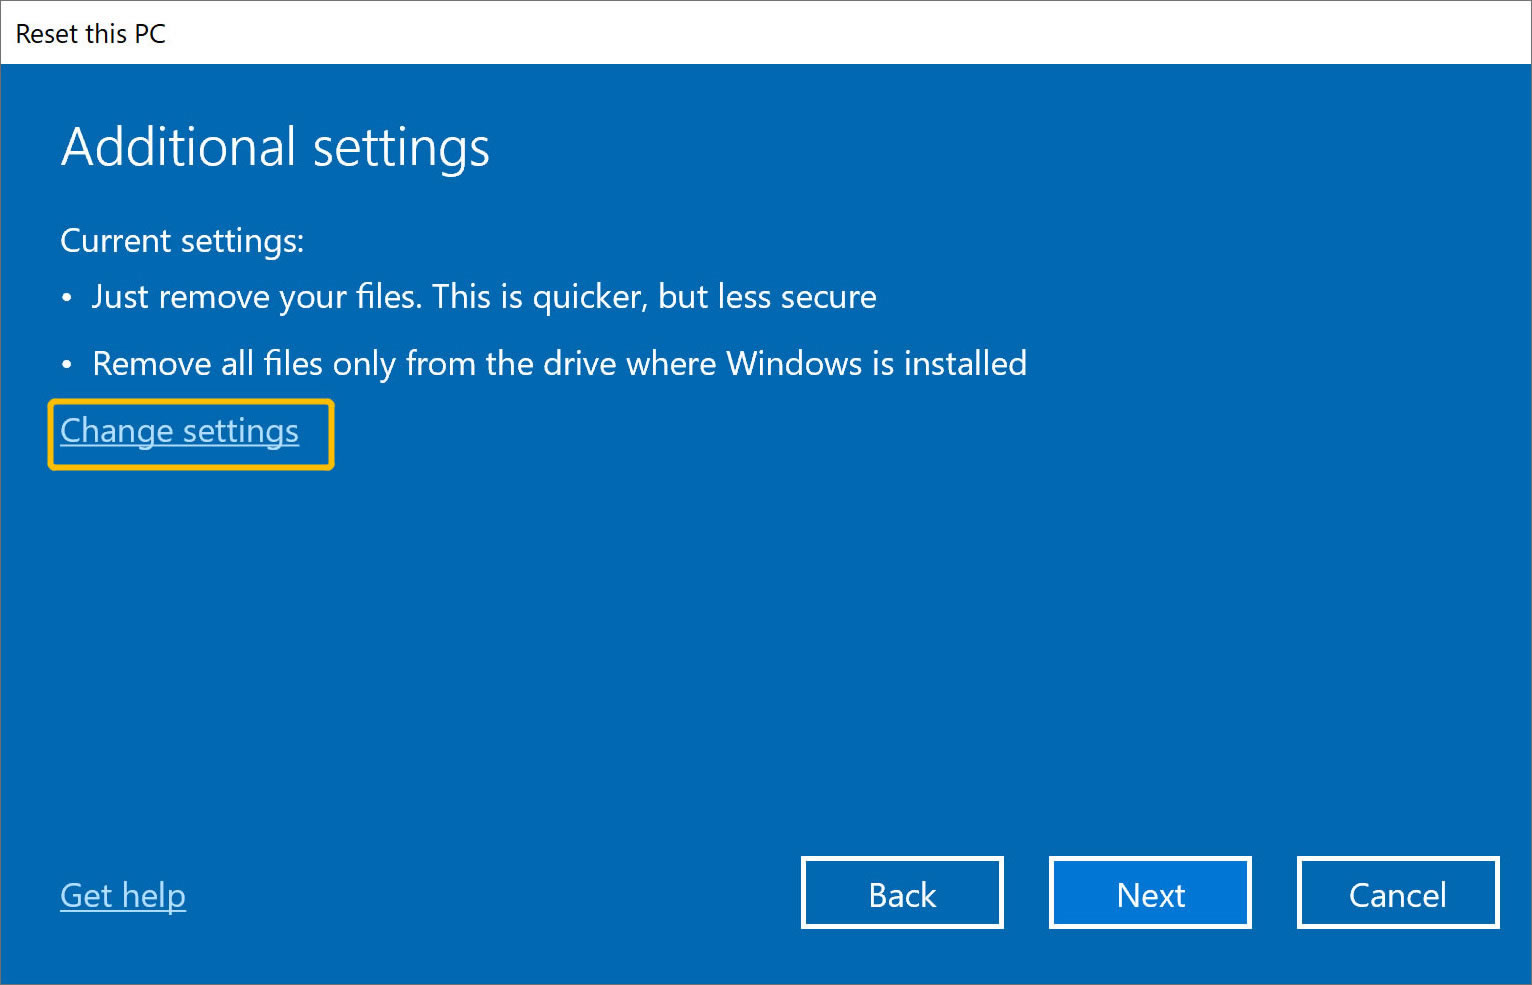 Reset this PC
Additional settings
Current settings:
• Just remove your files. This is quicker, but less secure
• Remove all files only from the drive where Windows is installed
Change settings
Get help
Back
Next
Cancel